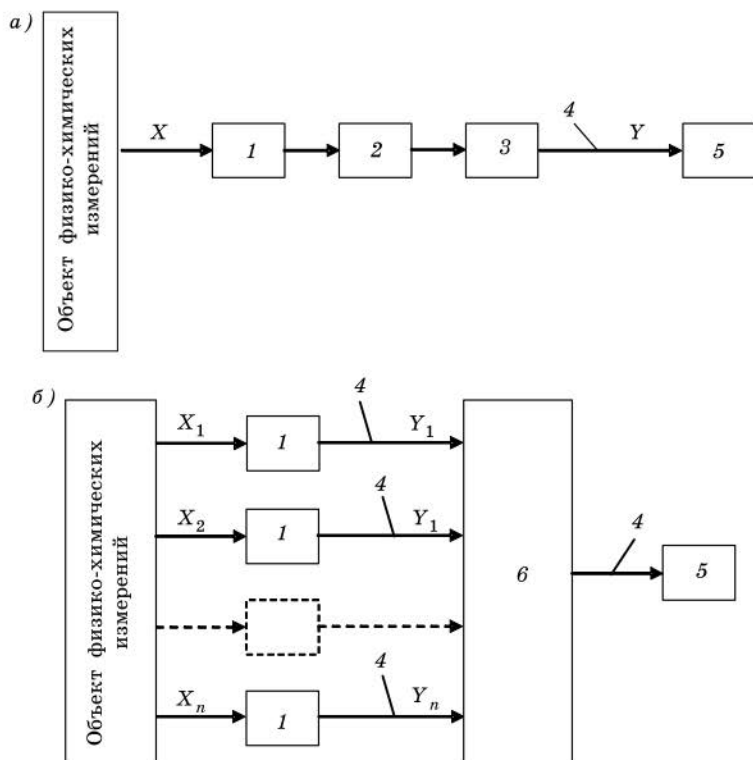 а)
Объект физико-химических
измерений
X
1
2
3
4
Y
5
б)
Объект физико-химических
измерений
X1
1
4
Y1
X2
1
4
Y1
Xn
1
4
Yn
6
4
5